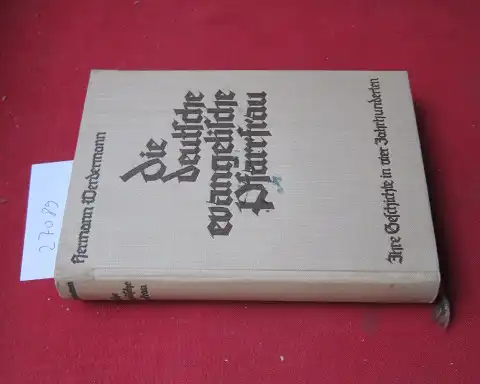 Hermann Werdermann
Die
deutsche
evangelische
Pfarrfrau
Ihre Geschichte in vier Jahrhunderten
27089